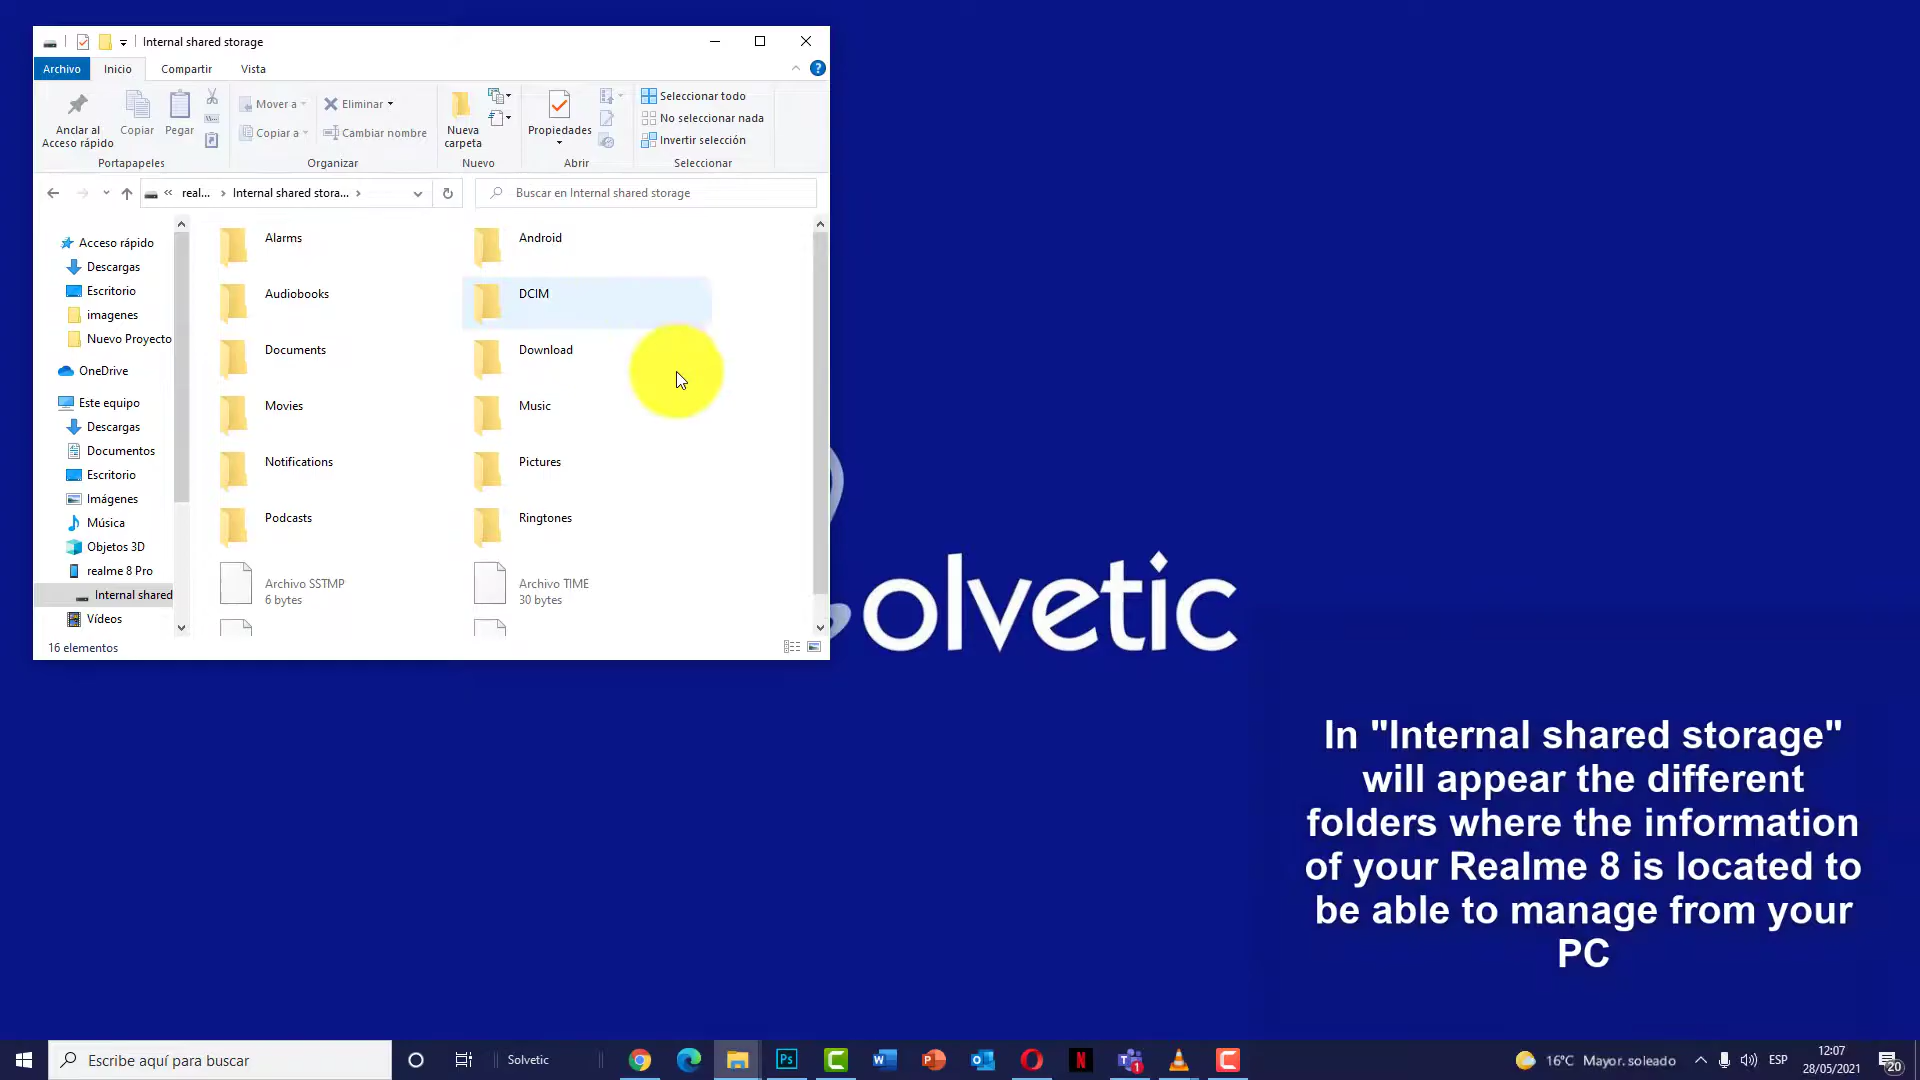 Internal shared storage
Archivo
Inicio
Compartir
Vista
Anclar al
Acceso rápido
Copiar
Pegar
Mover a
Copiar a
Eliminar
Cambiar nombre
Nueva
carpeta
Propiedades
Seleccionar todo
No seleccionar nada
Invertir selección
Portapapeles
Organizar
Nuevo
Abrir
Seleccionar
« real... › Internal shared stora... ›
Buscar en Internal shared storage
Acceso rápido
Descargas
Escritorio
imagenes
Nuevo Proyecto
OneDrive
Este equipo
Descargas
Documentos
Escritorio
Imágenes
Música
Objetos 3D
realme 8 Pro
Internal shared
Vídeos
Alarms
Android
Audiobooks
DCIM
Documents
Download
Movies
Music
Notifications
Pictures
Podcasts
Ringtones
Archivo SSTMP
6 bytes
Archivo TIME
30 bytes
16 elementos
olvetic
In "Internal shared storage"
will appear the different
folders where the information
of your Realme 8 is located to
be able to manage from your
PC
Escribe aquí para buscar
Solvetic
Ps
16°C Mayor. soleado
ESP
12:07
28/05/2021
20